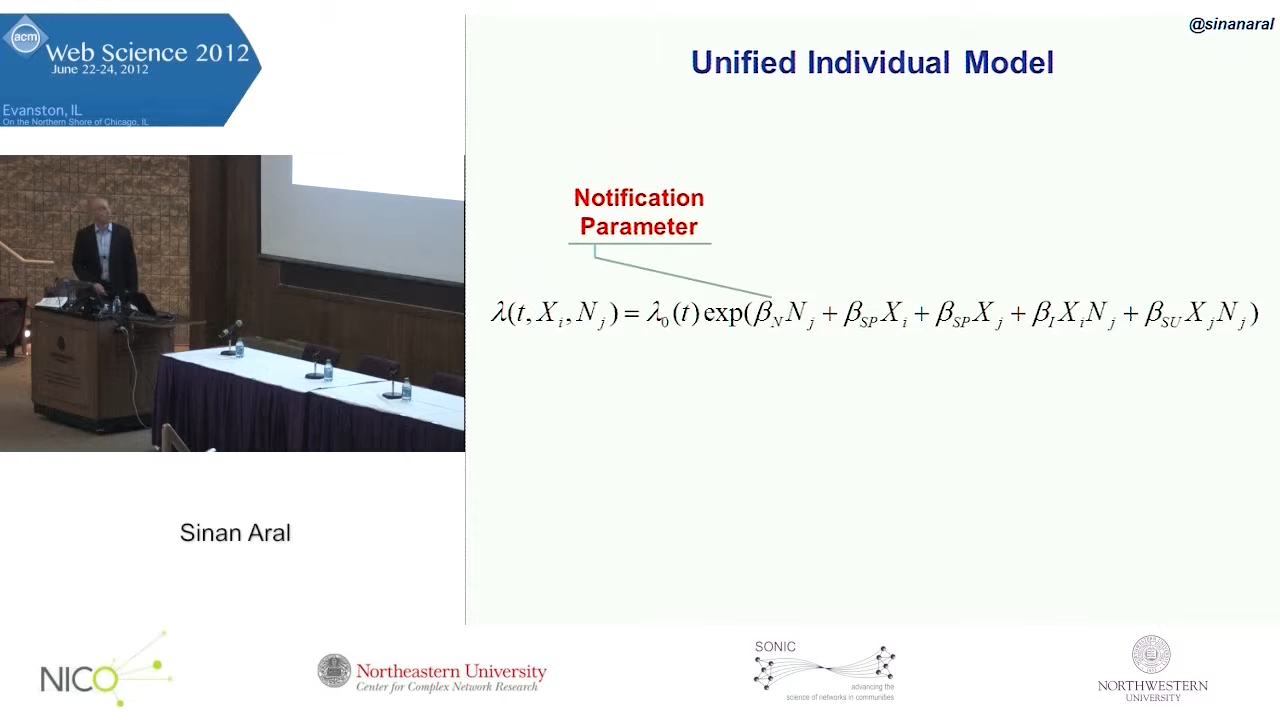 @sinanaral
acm
Web Science 2012
June 22-24, 2012
Evanston, IL
On the Northern Shore of Chicago, IL
Unified Individual Model
Notification
Parameter
λ(t, X_i, N_j) = λ_0(t) exp(β_N N_j + β_SP X_i + β_SP X_j + β_I X_i N_j + β_SU X_j N_j)
Sinan Aral
NICO
Northeastern University
Center for Complex Network Research
SONIC
advancing the
science of networks in communities
NORTHWESTERN
UNIVERSITY